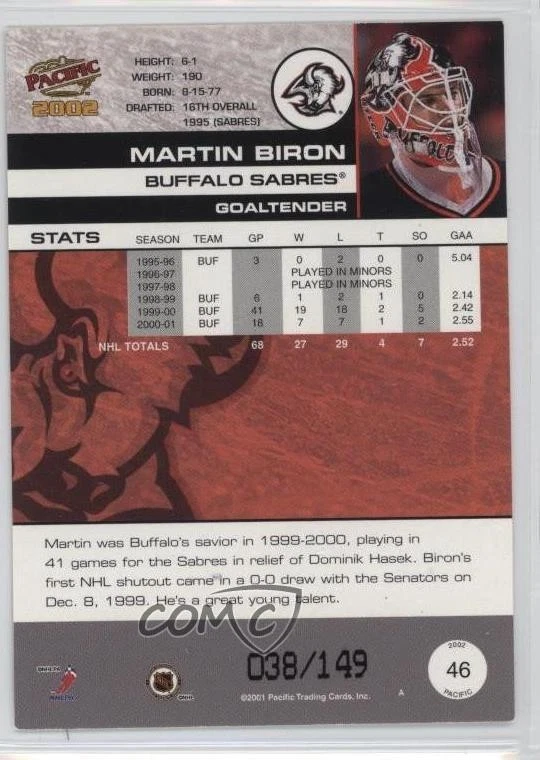 PACIFIC
2002
HEIGHT: 6-1
WEIGHT: 190
BORN: 8-15-77
DRAFTED: 16TH OVERALL
1995 (SABRES)
MARTIN BIRON
BUFFALO SABRES®
GOALTENDER
STATS SEASON TEAM GP W L T SO GAA
1995-96 BUF 3 0 2 0 0 5.04
1996-97 PLAYED IN MINORS
1997-98 PLAYED IN MINORS
1998-99 BUF 6 1 2 1 0 2.14
1999-00 BUF 41 19 18 2 5 2.42
2000-01 BUF 18 7 7 1 2 2.55
NHL TOTALS 68 27 29 4 7 2.52
Martin was Buffalo's savior in 1999-2000, playing in
41 games for the Sabres in relief of Dominik Hasek. Biron's
first NHL shutout came in a 0-0 draw with the Senators on
Dec. 8, 1999. He's a great young talent.
COMC
038/149
©2001 Pacific Trading Cards, Inc.
A
2002
46
PACIFIC